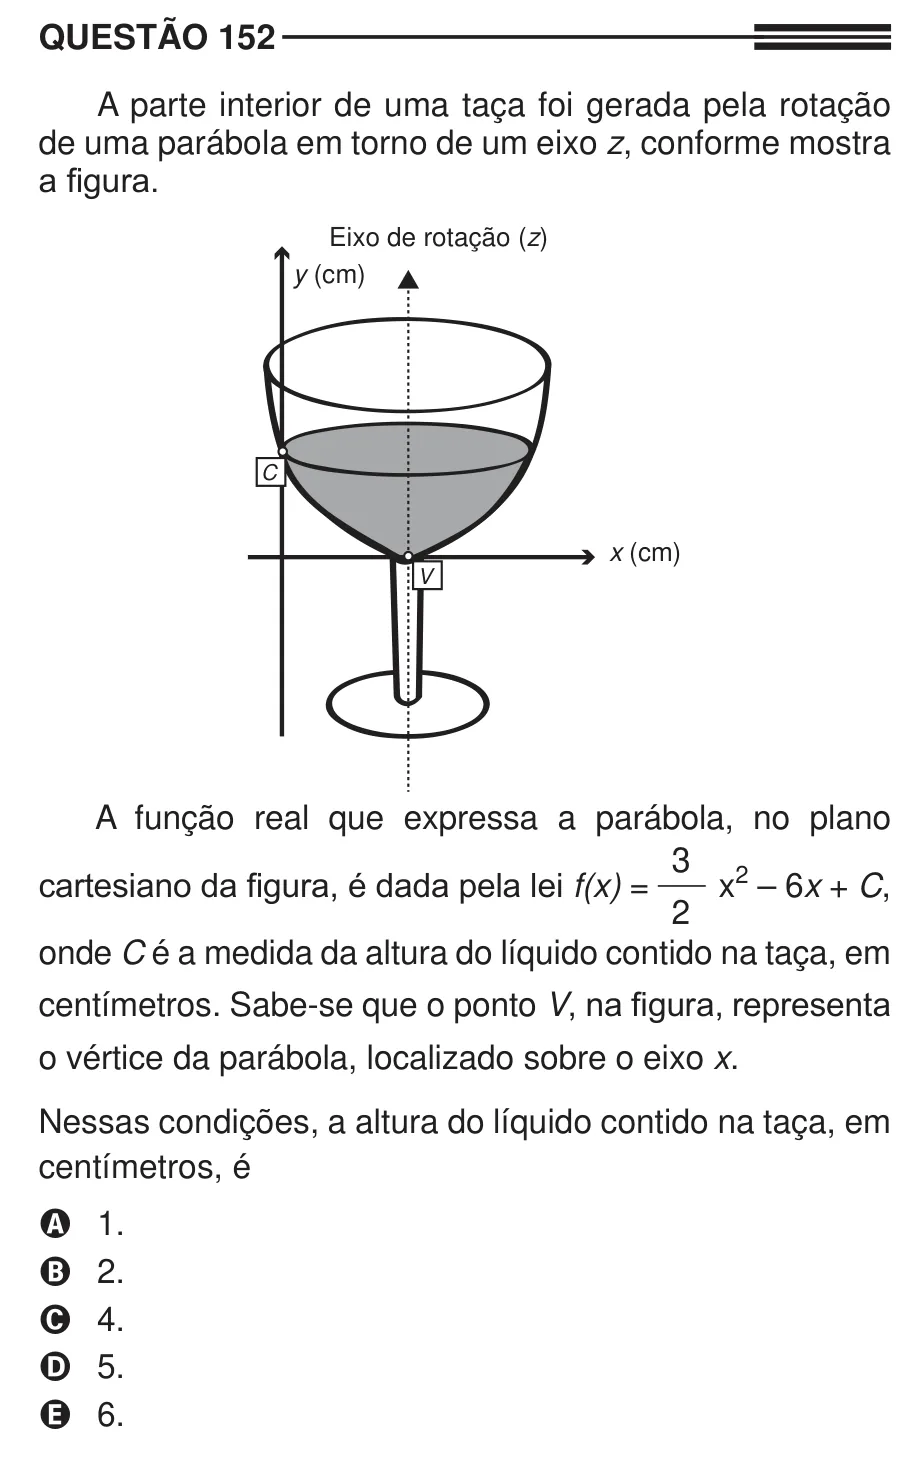 QUESTÃO 152
A parte interior de uma taça foi gerada pela rotação
de uma parábola em torno de um eixo z, conforme mostra
a figura.
Eixo de rotação (z)
y (cm)
C
x (cm)
V
A função real que expressa a parábola, no plano
cartesiano da figura, é dada pela lei f(x) = 3/2 x² – 6x + C,
onde C é a medida da altura do líquido contido na taça, em
centímetros. Sabe-se que o ponto V, na figura, representa
o vértice da parábola, localizado sobre o eixo x.
Nessas condições, a altura do líquido contido na taça, em
centímetros, é
A 1.
B 2.
C 4.
D 5.
E 6.